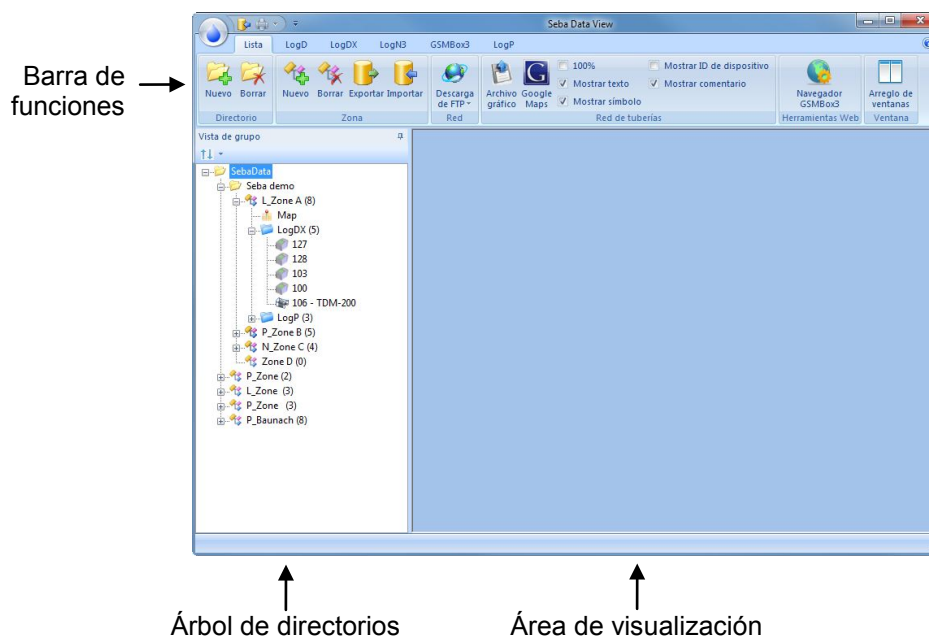 Seba Data View
Lista LogD LogDX LogN3 GSMBox3 LogP
Barra de funciones
Nuevo Borrar
Directorio
Nuevo Borrar Exportar Importar
Zona
Descarga de FTP
Red
Archivo gráfico Google Maps
100%
Mostrar texto
Mostrar símbolo
Mostrar ID de dispositivo
Mostrar comentario
Red de tuberías
Navegador GSMBox3
Herramientas Web
Arreglo de ventanas
Ventana
Vista de grupo
SebaData
Seba demo
L_Zone A (8)
Map
LogDX (5)
127
128
103
100
106 - TDM-200
LogP (3)
P_Zone B (5)
N_Zone C (4)
Zone D (0)
P_Zone (2)
L_Zone (3)
P_Zone (3)
P_Baunach (8)
Árbol de directorios
Área de visualización